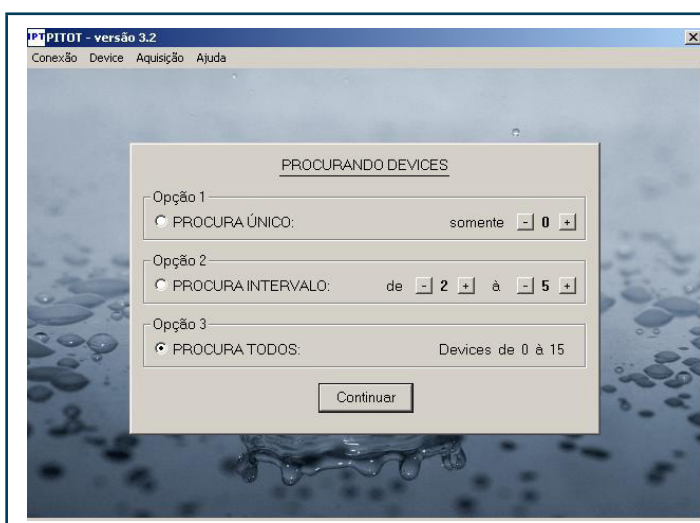 IPT PITOT - versão 3.2
Conexão Device Aquisição Ajuda
PROCURANDO DEVICES
Opção 1
PROCURA ÚNICO: somente - 0 +
Opção 2
PROCURA INTERVALO: de - 2 + à - 5 +
Opção 3
PROCURA TODOS: Devices de 0 à 15
Continuar